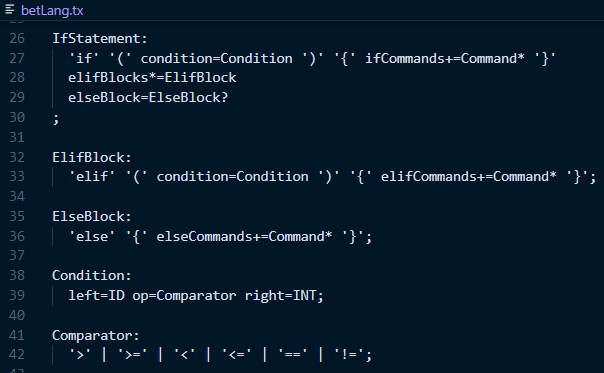 betLang.tx
26 IfStatement:
27 'if' '(' condition=Condition ')' '{' ifCommands+=Command* '}'
28 elifBlocks*=ElifBlock
29 elseBlock=ElseBlock?
30 ;
31
32 ElifBlock:
33 'elif' '(' condition=Condition ')' '{' elifCommands+=Command* '}';
34
35 ElseBlock:
36 'else' '{' elseCommands+=Command* '}';
37
38 Condition:
39 left=ID op=Comparator right=INT;
40
41 Comparator:
42 '>' | '>=' | '<' | '<=' | '==' | '!=';